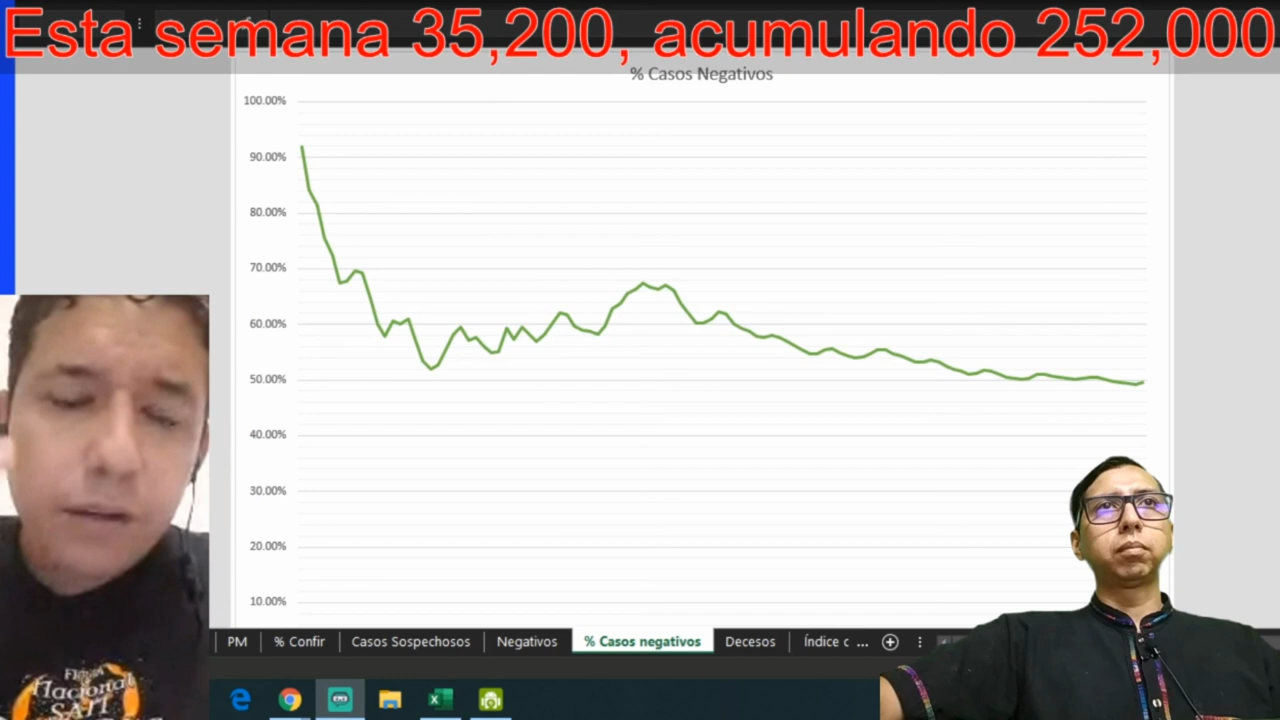 Esta semana 35,200, acumulando 252,000
% Casos Negativos
100.00%
90.00%
80.00%
70.00%
60.00%
50.00%
40.00%
30.00%
20.00%
10.00%
PM
% Confir
Casos Sospechosos
Negativos
% Casos negativos
Decesos
Índice c ...
Nacional